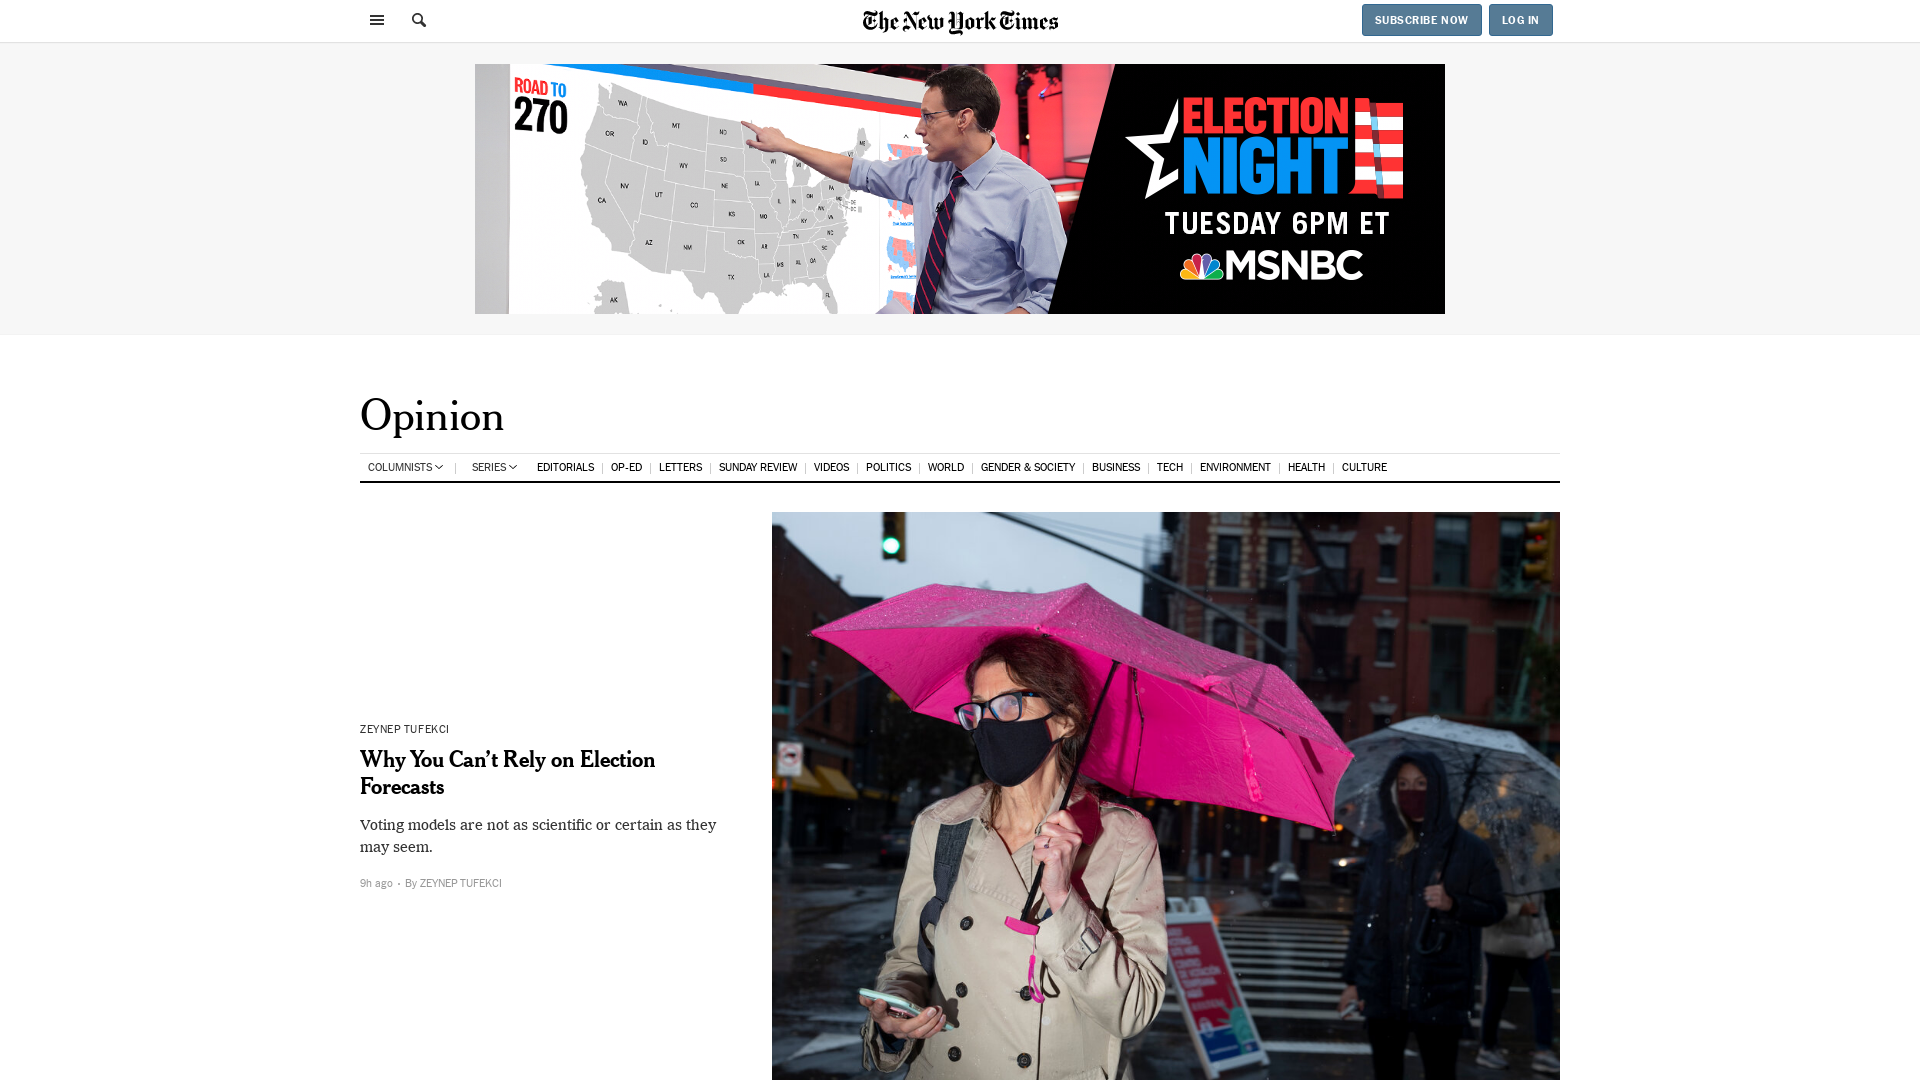 The New York Times
SUBSCRIBE NOW
LOG IN
ROAD TO
270
WA
OR
CA
NV
ID
MT
WY
UT
AZ
CO
NM
ND
SD
NE
KS
OK
TX
IA
MO
AR
LA
WI
MI
IL
IN
OH
KY
TN
MS
AL
GA
FL
SC
NC
VA
WV
PA
ME
AK
ELECTION
NIGHT
TUESDAY 6PM ET
MSNBC
Opinion
COLUMNISTS
SERIES
EDITORIALS
OP-ED
LETTERS
SUNDAY REVIEW
VIDEOS
POLITICS
WORLD
GENDER & SOCIETY
BUSINESS
TECH
ENVIRONMENT
HEALTH
CULTURE
ZEYNEP TUFEKCI
Why You Can’t Rely on Election
Forecasts
Voting models are not as scientific or certain as they
may seem.
9h ago · By ZEYNEP TUFEKCI